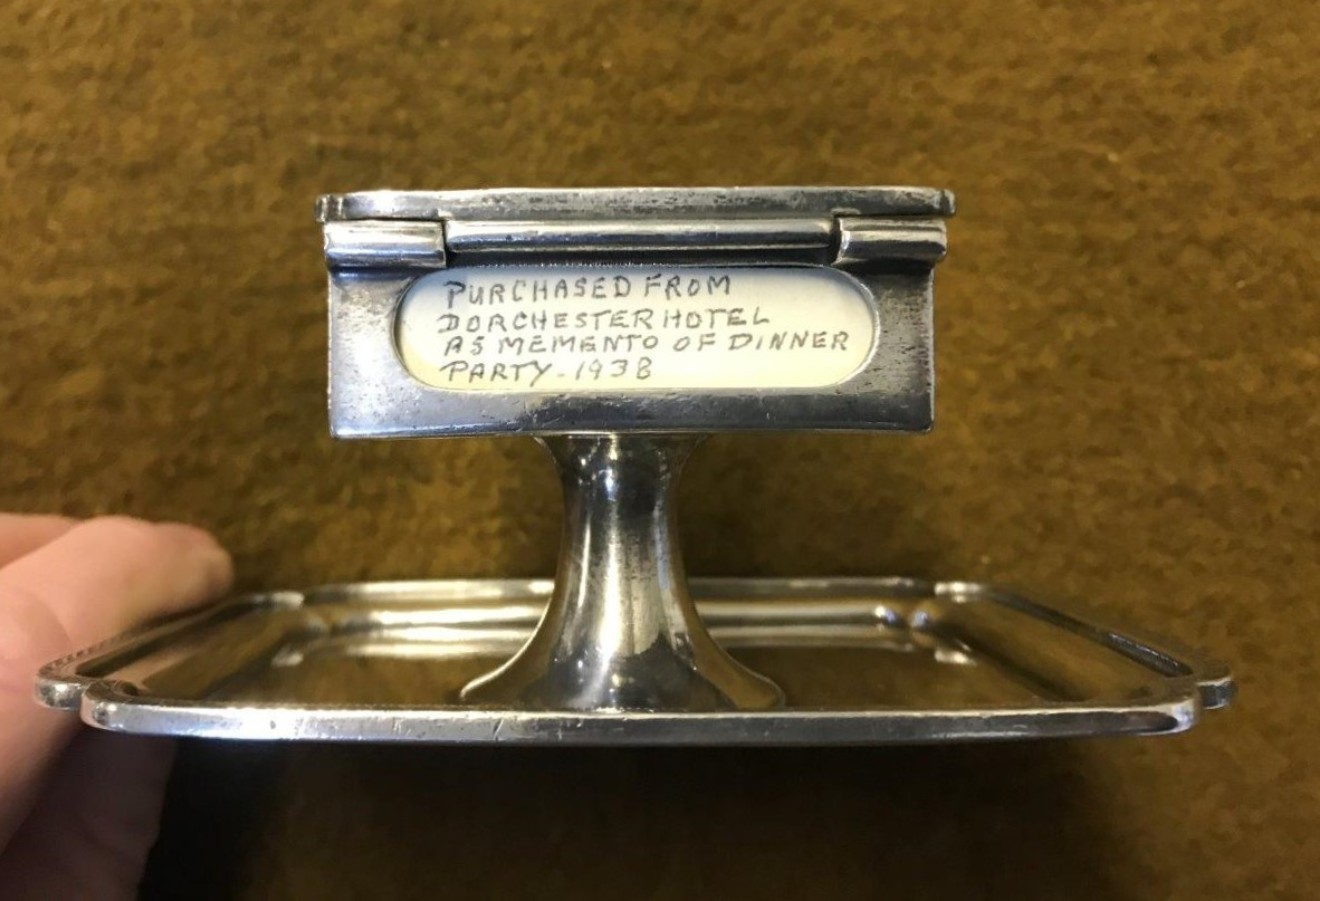 PURCHASED FROM
DORCHESTER HOTEL
AS MEMENTO OF DINNER
PARTY - 1938